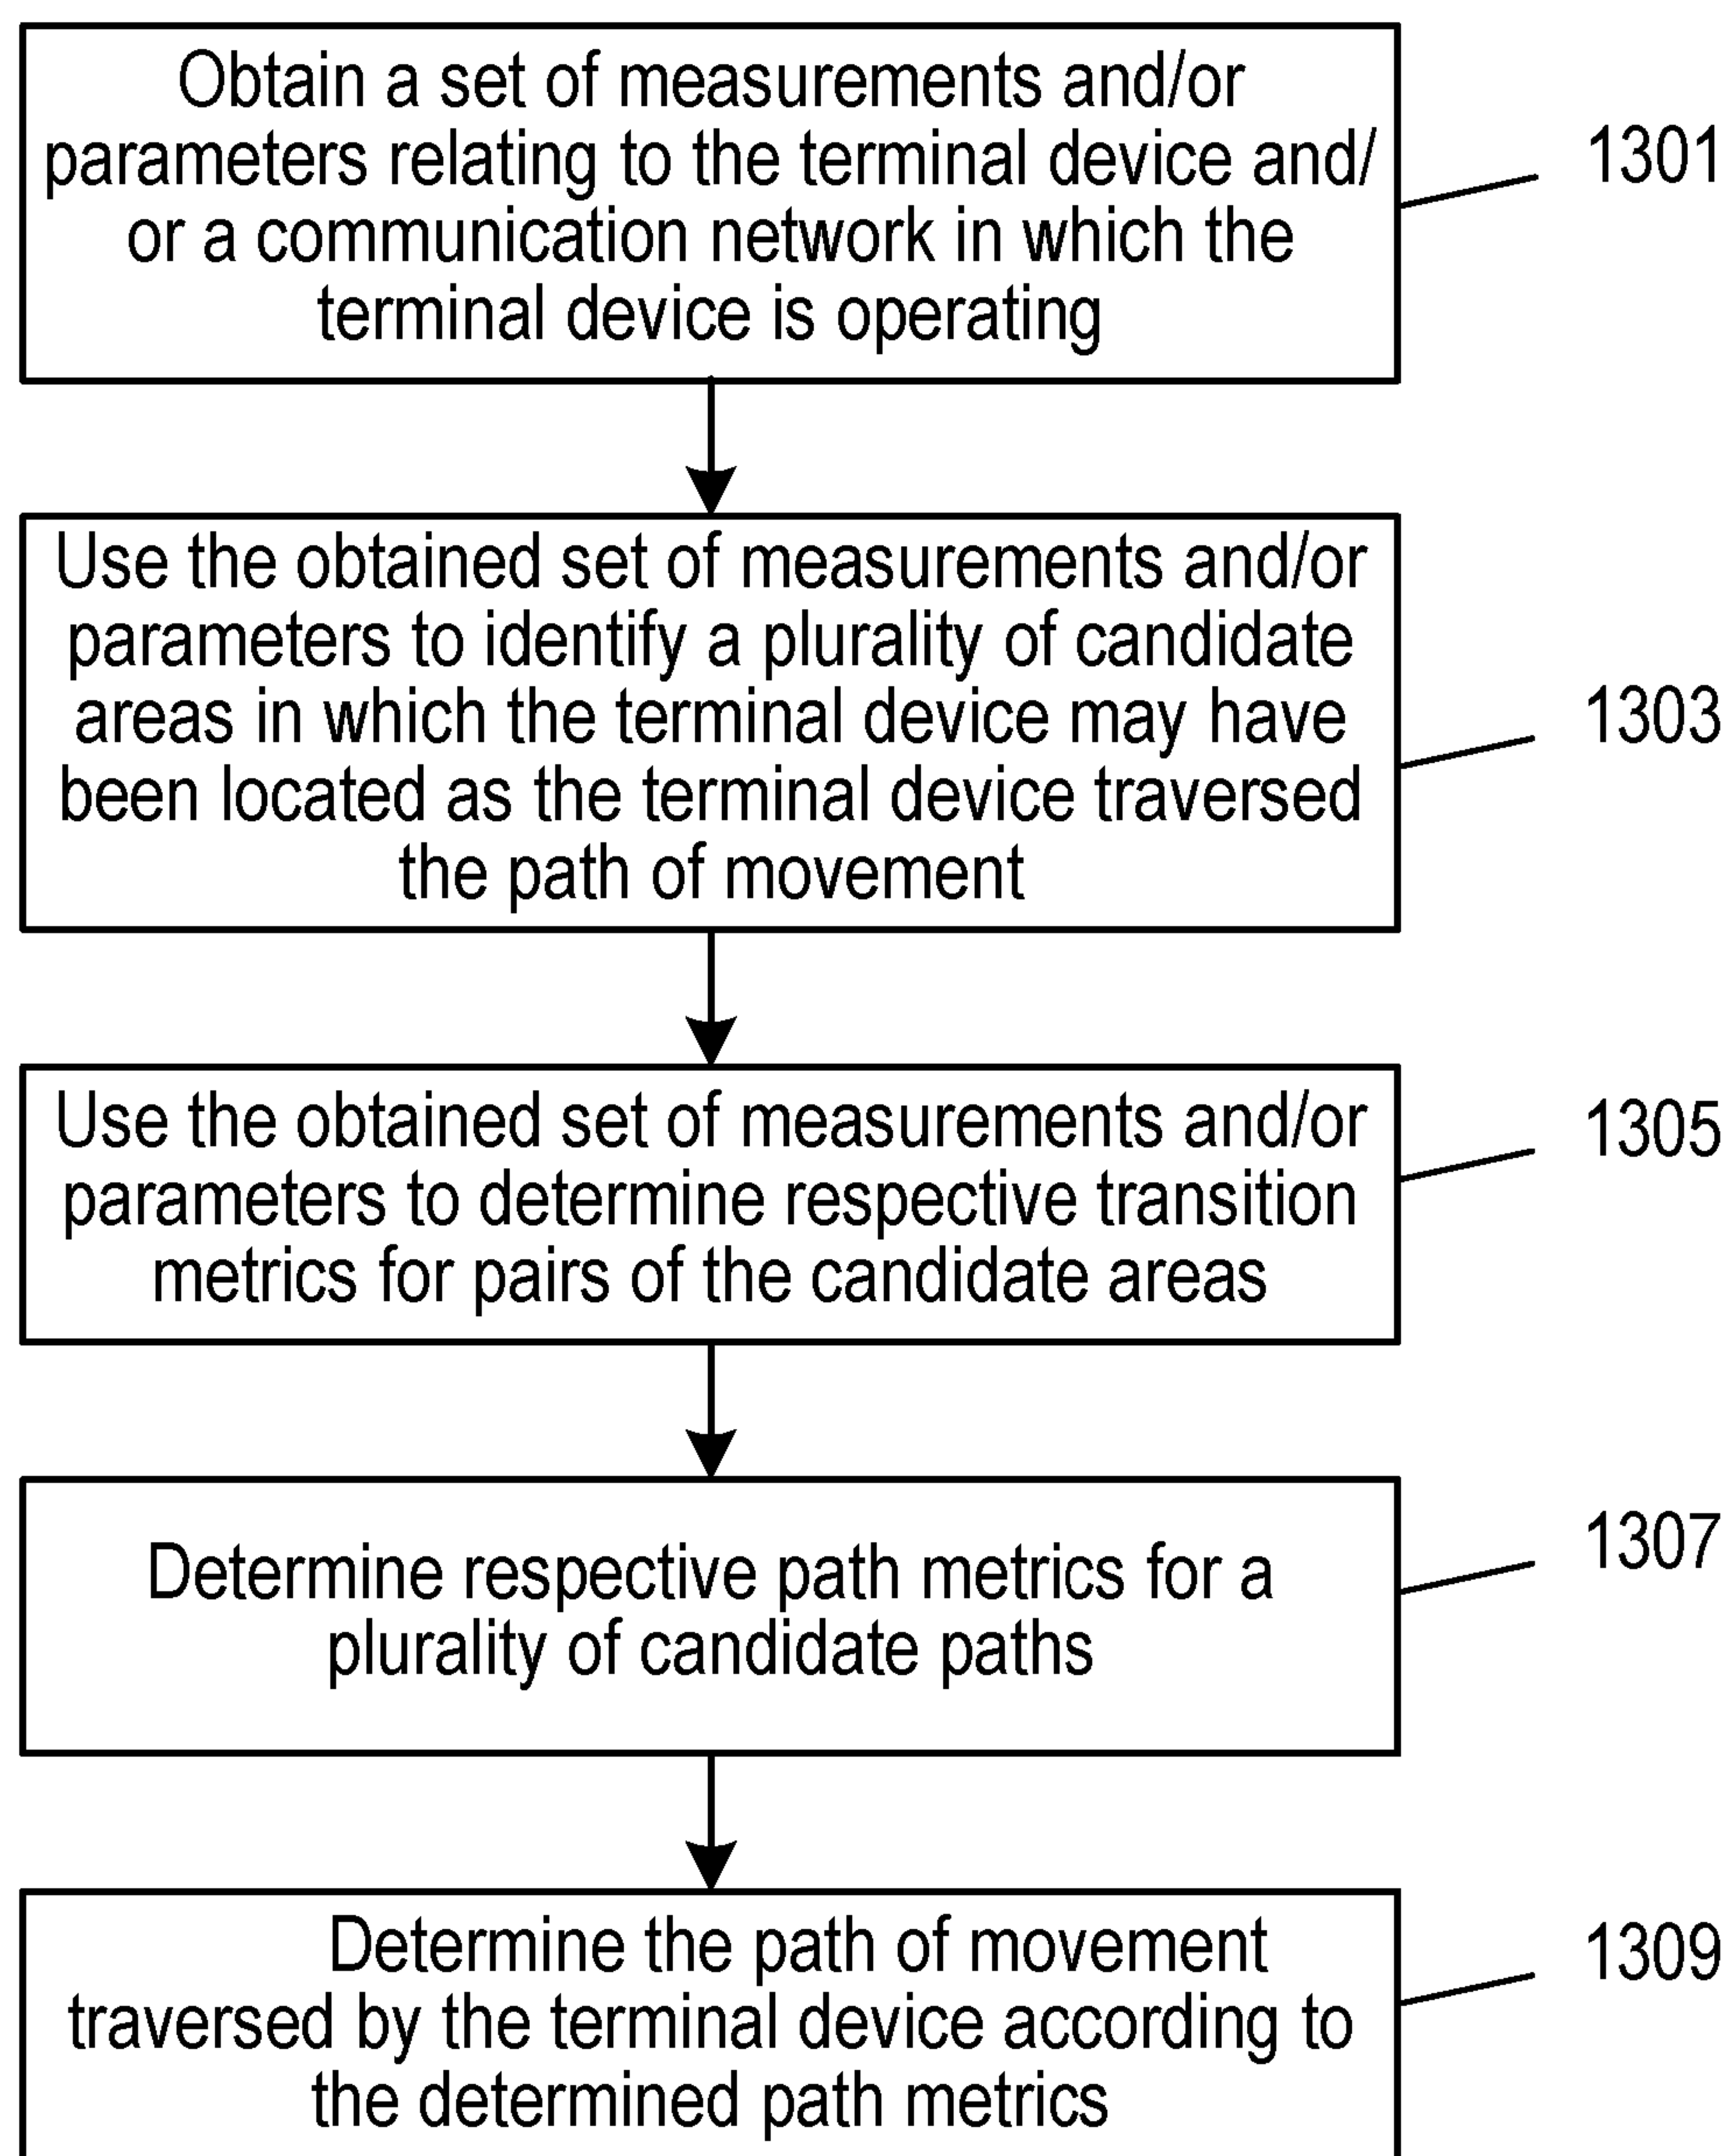 Obtain a set of measurements and/or
parameters relating to the terminal device and/
or a communication network in which the
terminal device is operating
1301
Use the obtained set of measurements and/or
parameters to identify a plurality of candidate
areas in which the terminal device may have
been located as the terminal device traversed
the path of movement
1303
Use the obtained set of measurements and/or
parameters to determine respective transition
metrics for pairs of the candidate areas
1305
Determine respective path metrics for a
plurality of candidate paths
1307
Determine the path of movement
traversed by the terminal device according to
the determined path metrics
1309